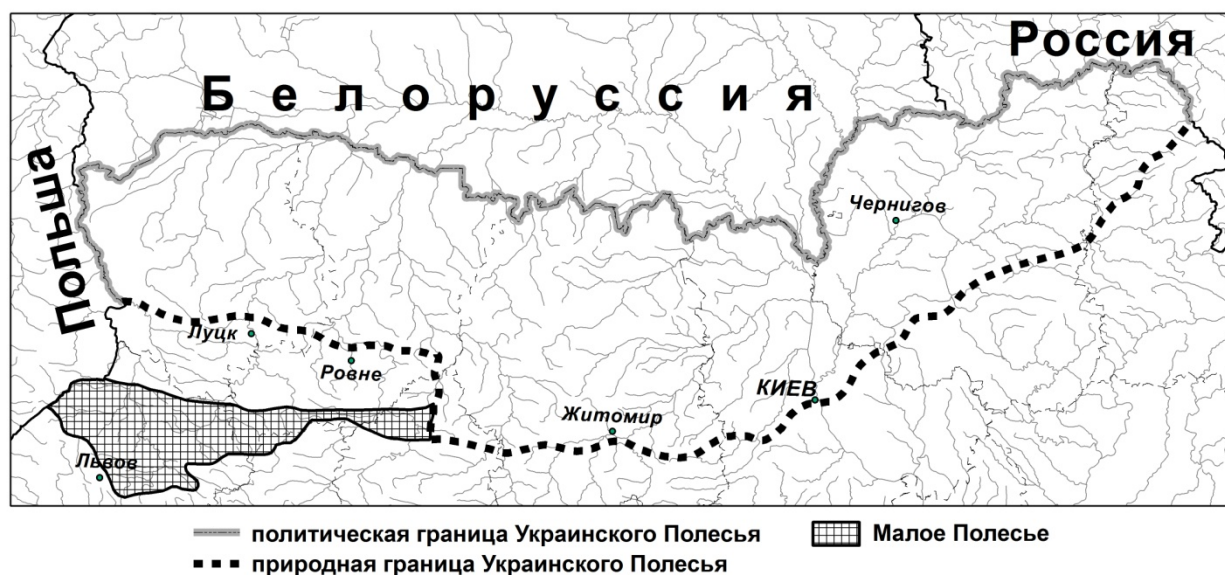 Россия
Белоруссия
Польша
Чернигов
Луцк
Ровне
КИЕВ
Житомир
Львов
политическая граница Украинского Полесья
Малое Полесье
природная граница Украинского Полесья